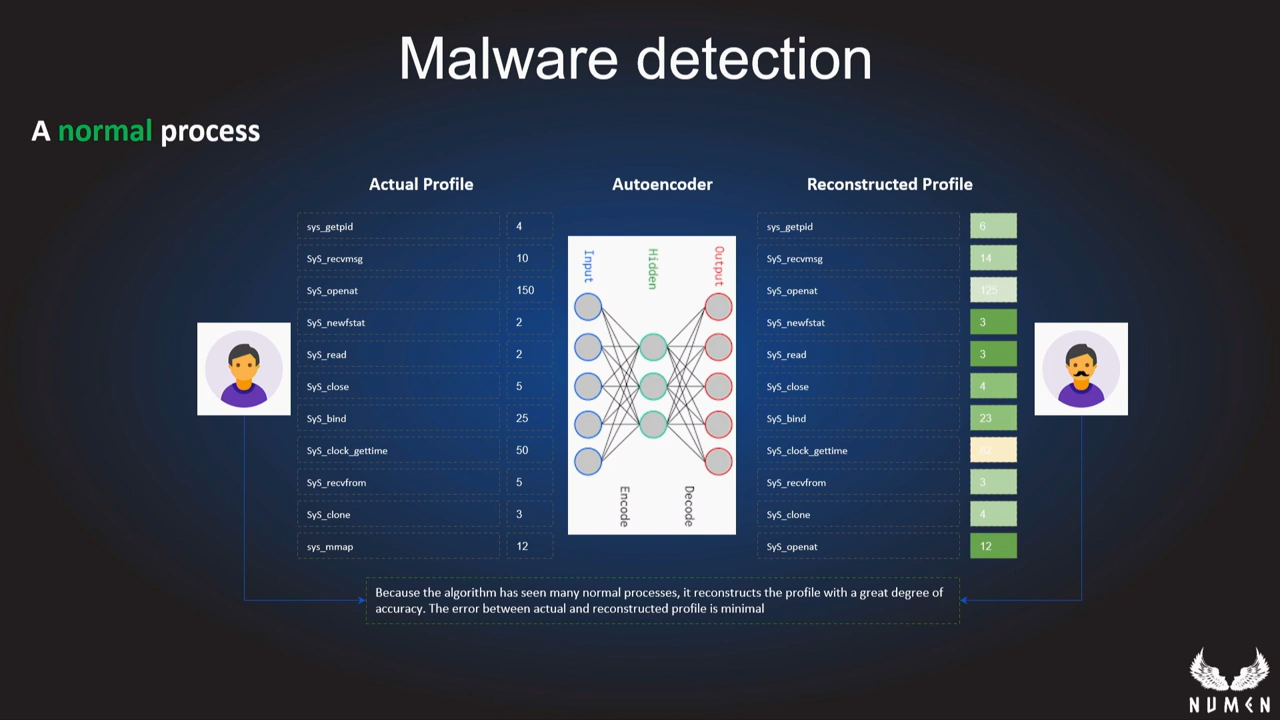 Malware detection
A normal process
Actual Profile
Autoencoder
Reconstructed Profile
sys_getpid 4
SyS_recvmsg 10
SyS_openat 150
SyS_newfstat 2
SyS_read 2
SyS_close 5
SyS_bind 25
SyS_clock_gettime 50
SyS_recvfrom 5
SyS_clone 3
sys_mmap 12
Input
Hidden
Output
Encode
Decode
sys_getpid 6
SyS_recvmsg 14
SyS_openat 125
SyS_newfstat 3
SyS_read 3
SyS_close 4
SyS_bind 23
SyS_clock_gettime
SyS_recvfrom 3
SyS_clone 4
SyS_openat 12
Because the algorithm has seen many normal processes, it reconstructs the profile with a great degree of
accuracy. The error between actual and reconstructed profile is minimal
NUMEN